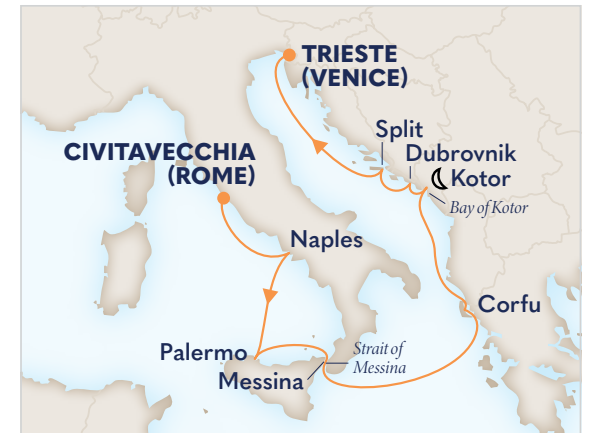 TRIESTE
(VENICE)
Split
CIVITAVECCHIA
(ROME)
Dubrovnik
Kotor
Bay of Kotor
Naples
Corfu
Palermo
Strait of
Messina
Messina